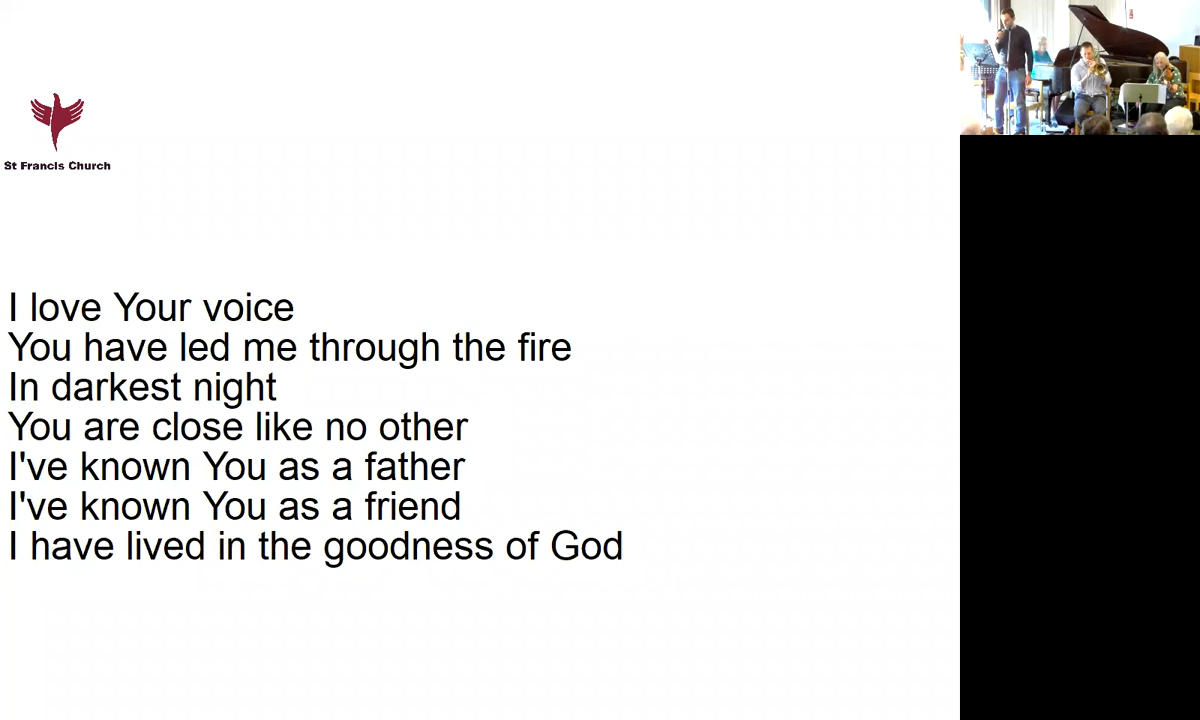 St Francis Church
I love Your voice
You have led me through the fire
In darkest night
You are close like no other
I've known You as a father
I've known You as a friend
I have lived in the goodness of God